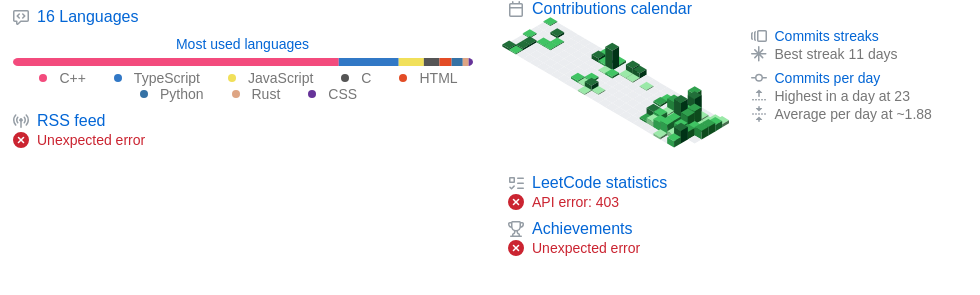 16 Languages
Most used languages
C++ TypeScript JavaScript C HTML
Python Rust CSS
RSS feed
Unexpected error
Contributions calendar
Commits streaks
Best streak 11 days
Commits per day
Highest in a day at 23
Average per day at ~1.88
LeetCode statistics
API error: 403
Achievements
Unexpected error